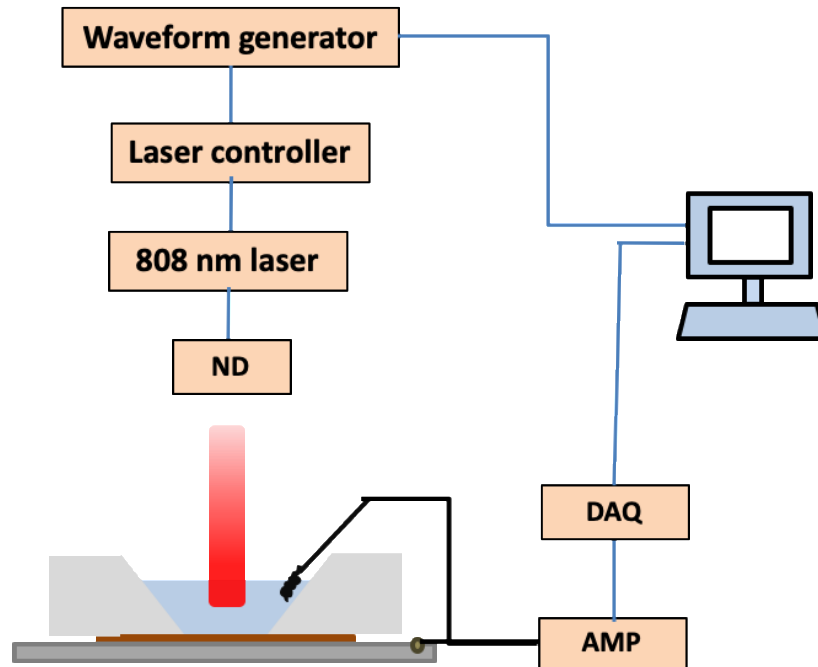 Waveform generator
Laser controller
808 nm laser
ND
DAQ
AMP